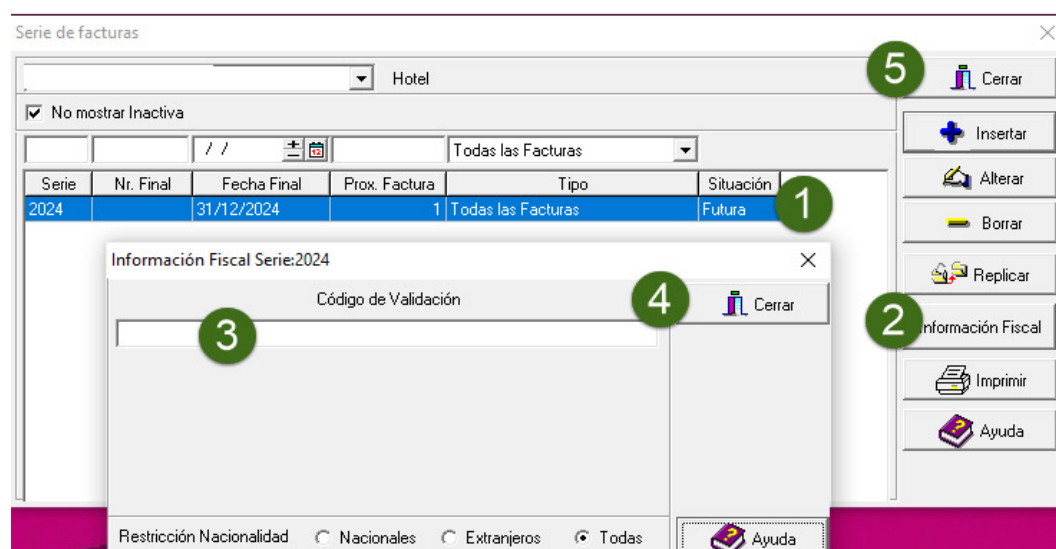 Serie de facturas
Hotel
5 Cerrar
No mostrar Inactiva
Insertar
/ /
Todas las Facturas
Serie Nr. Final Fecha Final Prox. Factura Tipo Situación
Alterar
2024 31/12/2024 1 Todas las Facturas Futura 1
Borrar
Información Fiscal Serie:2024
Replicar
Código de Validación
4 Cerrar
2 Información Fiscal
3
Imprimir
Ayuda
Restricción Nacionalidad Nacionales Extranjeros Todas
Ayuda